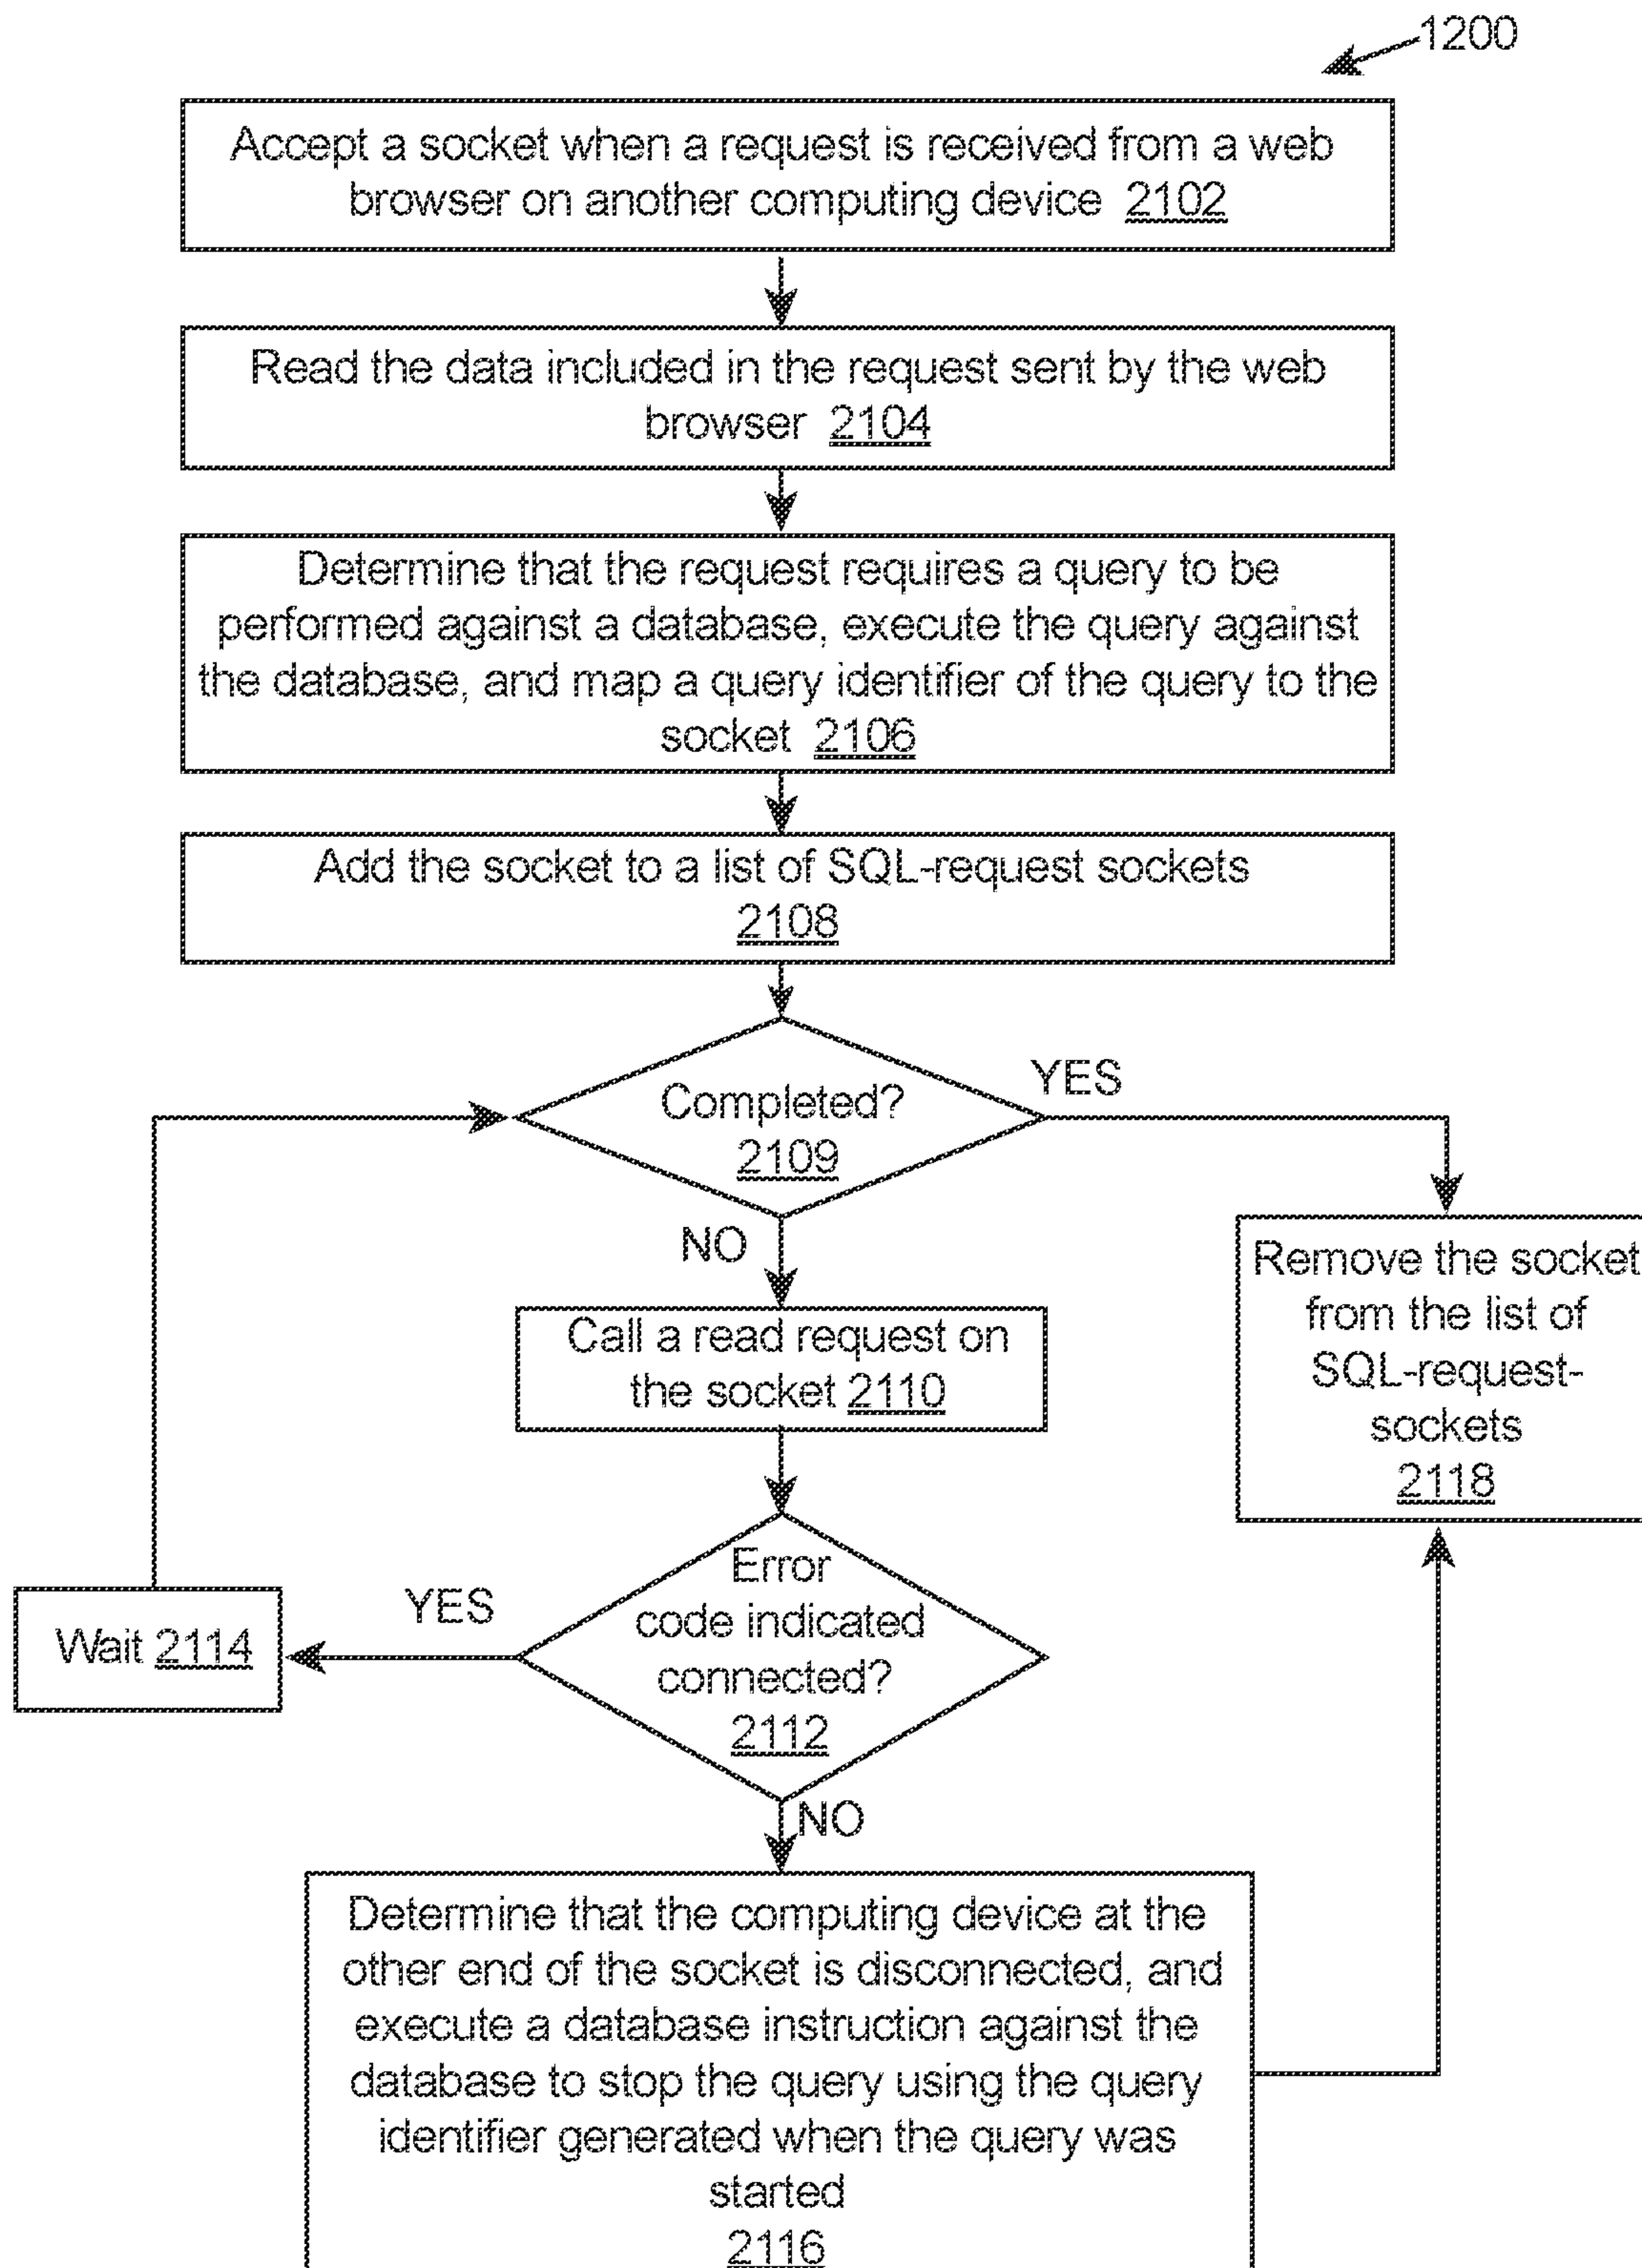 1200
Accept a socket when a request is received from a web
browser on another computing device 2102
Read the data included in the request sent by the web
browser 2104
Determine that the request requires a query to be
performed against a database, execute the query against
the database, and map a query identifier of the query to the
socket 2106
Add the socket to a list of SQL-request sockets
2108
Completed?
2109
YES
NO
Remove the socket
from the list of
SQL-request-
sockets
2118
Call a read request on
the socket 2110
Error
code indicated
connected?
2112
YES
Wait 2114
NO
Determine that the computing device at the
other end of the socket is disconnected, and
execute a database instruction against the
database to stop the query using the query
identifier generated when the query was
started
2116